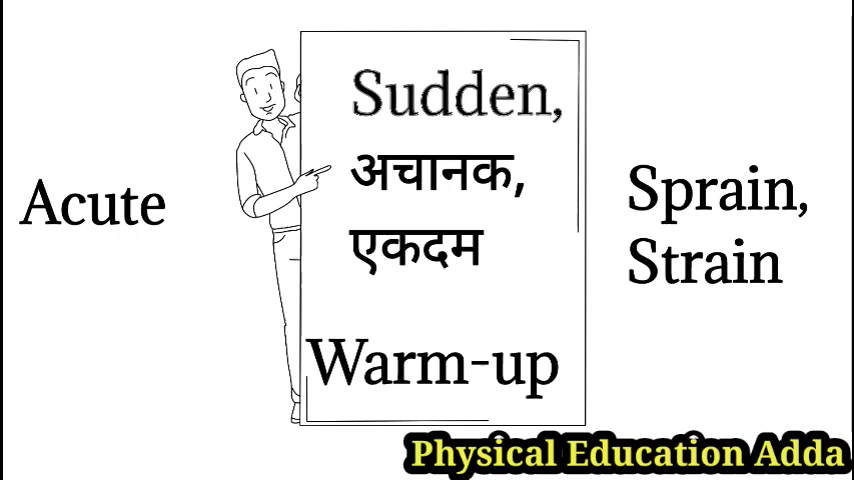 Acute
Sudden,
अचानक,
एकदम
Warm-up
Sprain,
Strain
Physical Education Adda